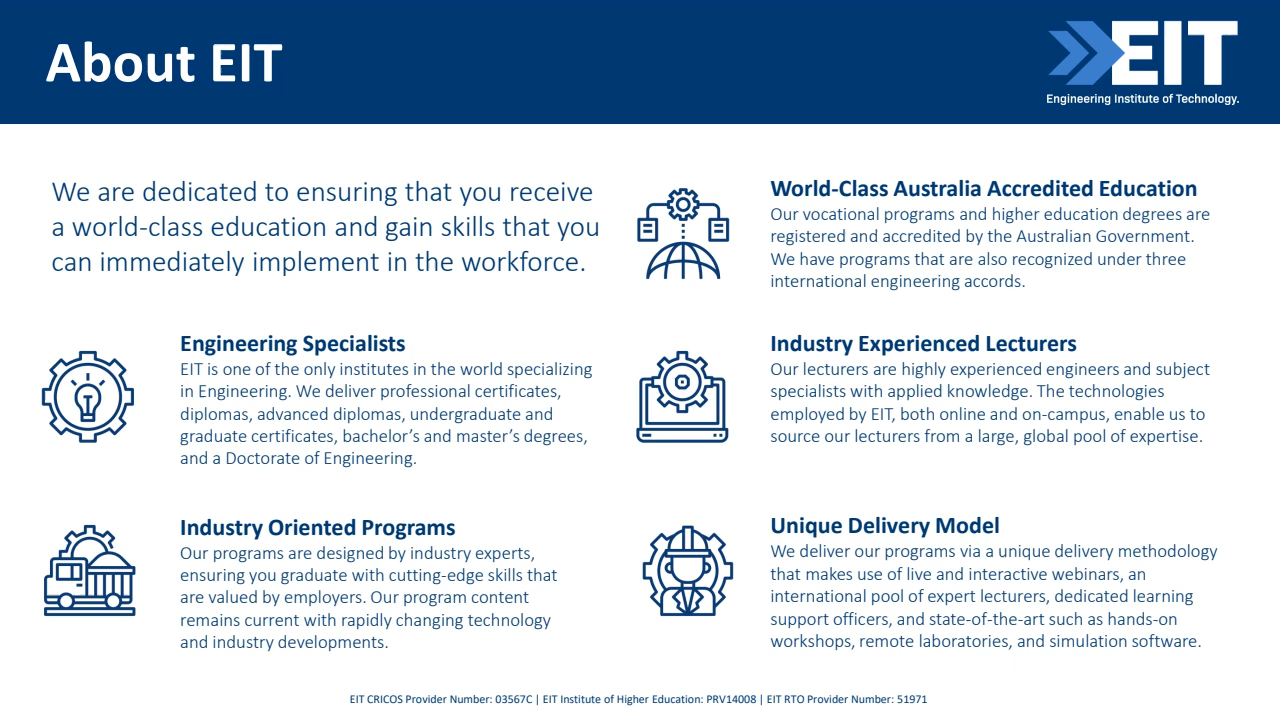 About EIT
EIT
Engineering Institute of Technology.
We are dedicated to ensuring that you receive
a world-class education and gain skills that you
can immediately implement in the workforce.
World-Class Australia Accredited Education
Our vocational programs and higher education degrees are
registered and accredited by the Australian Government.
We have programs that are also recognized under three
international engineering accords.
Engineering Specialists
EIT is one of the only institutes in the world specializing
in Engineering. We deliver professional certificates,
diplomas, advanced diplomas, undergraduate and
graduate certificates, bachelor’s and master’s degrees,
and a Doctorate of Engineering.
Industry Experienced Lecturers
Our lecturers are highly experienced engineers and subject
specialists with applied knowledge. The technologies
employed by EIT, both online and on-campus, enable us to
source our lecturers from a large, global pool of expertise.
Industry Oriented Programs
Our programs are designed by industry experts,
ensuring you graduate with cutting-edge skills that
are valued by employers. Our program content
remains current with rapidly changing technology
and industry developments.
Unique Delivery Model
We deliver our programs via a unique delivery methodology
that makes use of live and interactive webinars, an
international pool of expert lecturers, dedicated learning
support officers, and state-of-the-art such as hands-on
workshops, remote laboratories, and simulation software.
EIT CRICOS Provider Number: 03567C | EIT Institute of Higher Education: PRV14008 | EIT RTO Provider Number: 51971